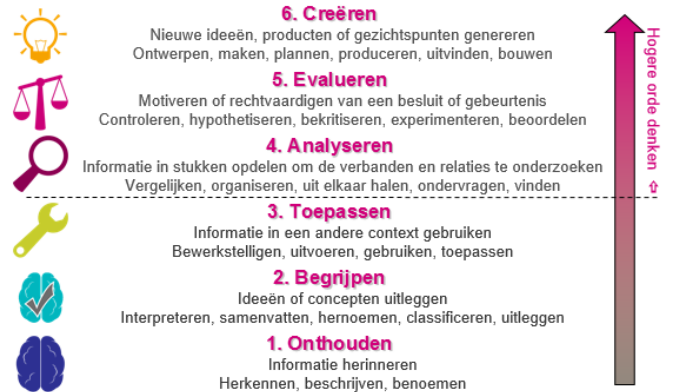 6. Creëren
Nieuwe ideeën, producten of gezichtspunten genereren
Ontwerpen, maken, plannen, produceren, uitvinden, bouwen
5. Evalueren
Motiveren of rechtvaardigen van een besluit of gebeurtenis
Controleren, hypothetiseren, bekritiseren, experimenteren, beoordelen
4. Analyseren
Informatie in stukken opdelen om de verbanden en relaties te onderzoeken
Vergelijken, organiseren, uit elkaar halen, ondervragen, vinden
3. Toepassen
Informatie in een andere context gebruiken
Bewerkstelligen, uitvoeren, gebruiken, toepassen
2. Begrijpen
Ideeën of concepten uitleggen
Interpreteren, samenvatten, hernoemen, classificeren, uitleggen
1. Onthouden
Informatie herinneren
Herkennen, beschrijven, benoemen
Hogere orde denken